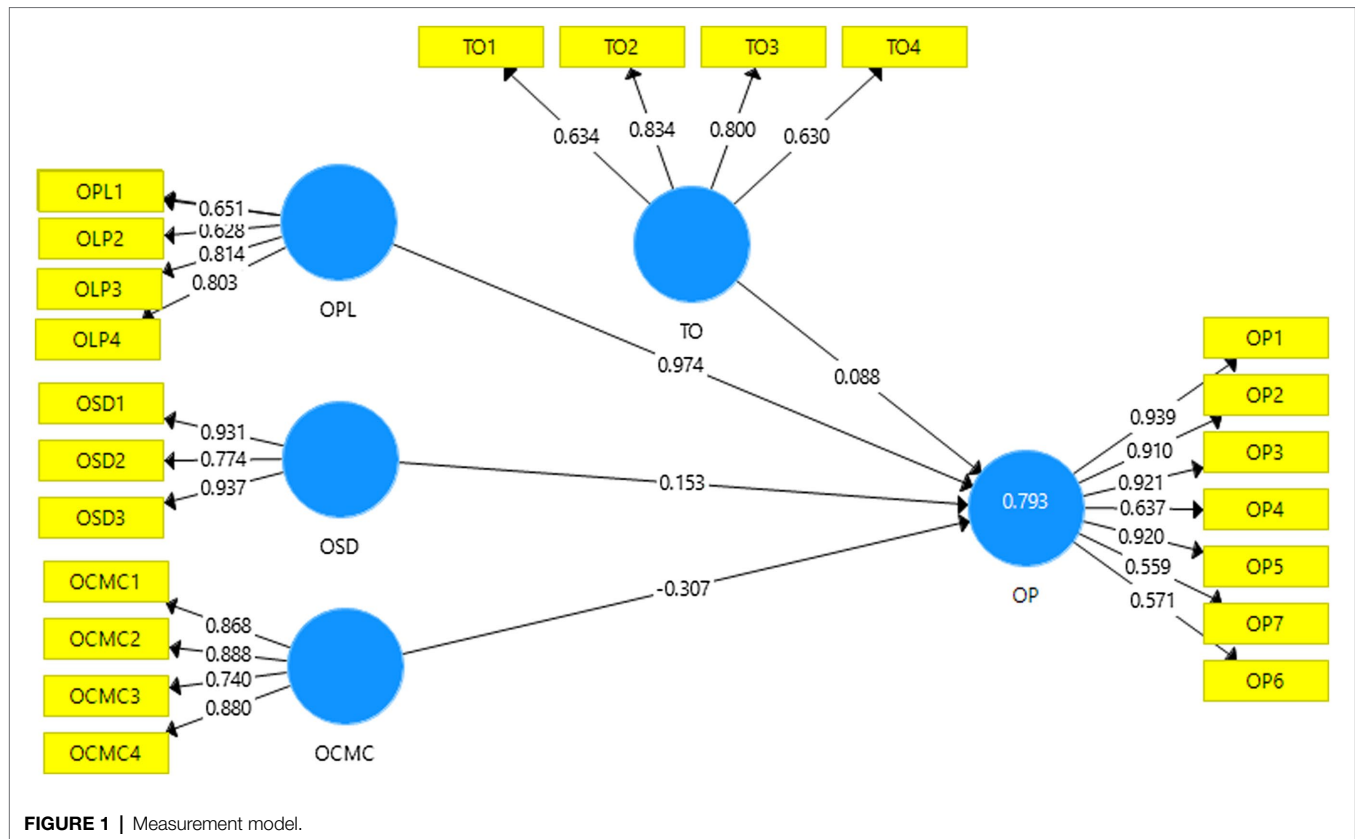 TO1
TO2
TO3
TO4
0.634
0.834
0.800
0.630
TO
OPL1
OLP2
OLP3
OLP4
0.651
0.628
0.814
0.803
OPL
OSD1
OSD2
OSD3
0.931
0.774
0.937
OSD
OCMC1
OCMC2
OCMC3
OCMC4
0.868
0.888
0.740
0.880
OCMC
0.974
0.088
0.153
-0.307
0.793
OP
0.939
0.910
0.921
0.637
0.920
0.559
0.571
OP1
OP2
OP3
OP4
OP5
OP7
OP6
FIGURE 1 | Measurement model.